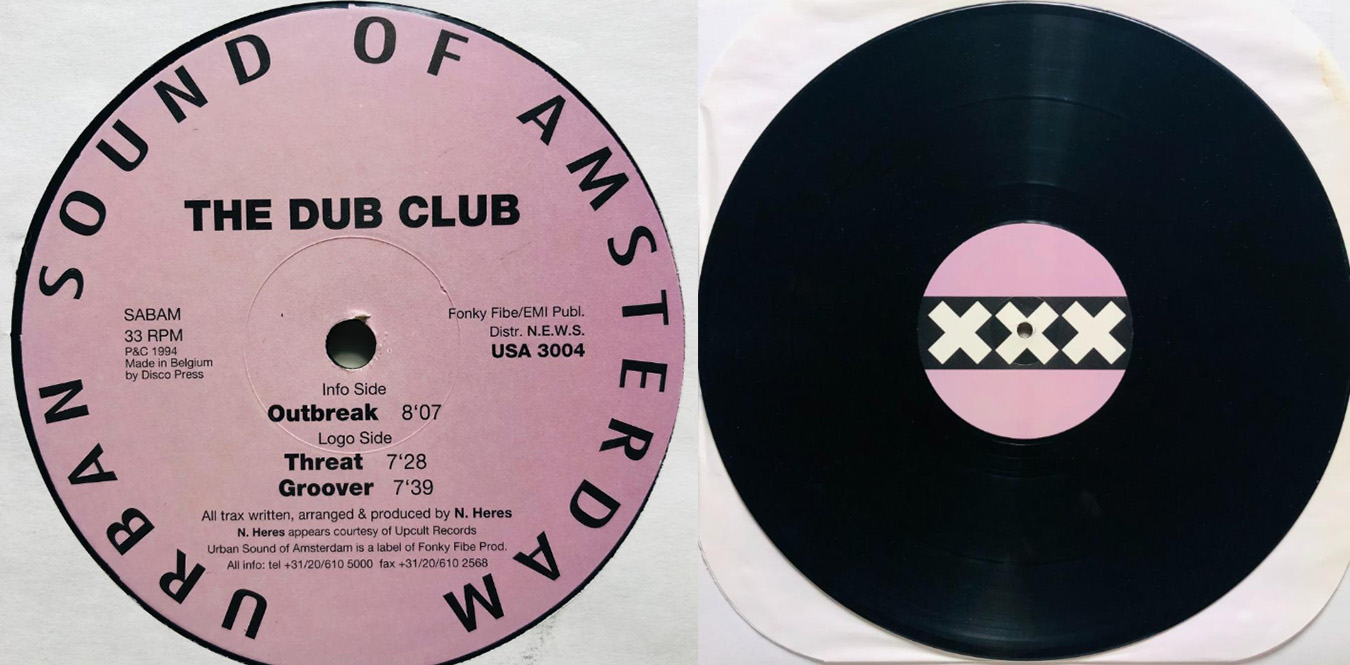 URBAN SOUND OF AMSTERDAM
THE DUB CLUB
SABAM
33 RPM
P&C 1994
Made in Belgium
by Disco Press
Fonky Fibe/EMI Publ.
Distr. N.E.W.S.
USA 3004
Info Side
Outbreak 8‘07
Logo Side
Threat 7‘28
Groover 7‘39
All trax written, arranged & produced by N. Heres
N. Heres appears courtesy of Upcult Records
Urban Sound of Amsterdam is a label of Fonky Fibe Prod.
All info: tel +31/20/610 5000 fax +31/20/610 2568
XXX